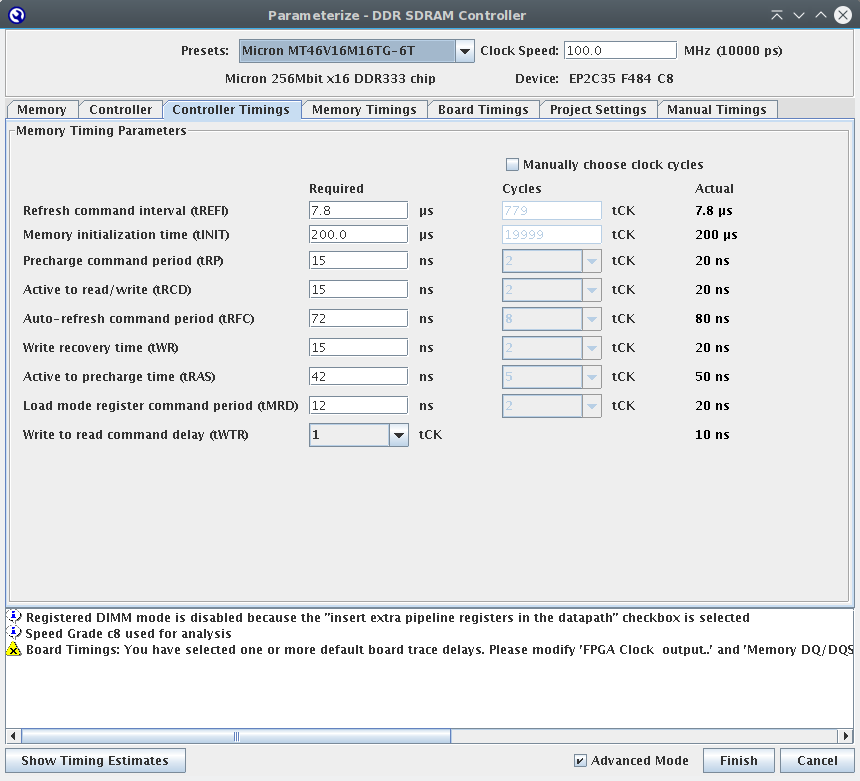 Parameterize - DDR SDRAM Controller
Presets: Micron MT46V16M16TG-6T Clock Speed: 100.0 MHz (10000 ps)
Micron 256Mbit x16 DDR333 chip Device: EP2C35 F484 C8
Memory Controller Controller Timings Memory Timings Board Timings Project Settings Manual Timings
Memory Timing Parameters
Manually choose clock cycles
Required Cycles Actual
Refresh command interval (tREFI) 7.8 µs 779 tCK 7.8 µs
Memory initialization time (tINIT) 200.0 µs 19999 tCK 200 µs
Precharge command period (tRP) 15 ns 2 tCK 20 ns
Active to read/write (tRCD) 15 ns 2 tCK 20 ns
Auto-refresh command period (tRFC) 72 ns 8 tCK 80 ns
Write recovery time (tWR) 15 ns 2 tCK 20 ns
Active to precharge time (tRAS) 42 ns 5 tCK 50 ns
Load mode register command period (tMRD) 12 ns 2 tCK 20 ns
Write to read command delay (tWTR) 1 tCK 10 ns
Registered DIMM mode is disabled because the "insert extra pipeline registers in the datapath" checkbox is selected
Speed Grade c8 used for analysis
Board Timings: You have selected one or more default board trace delays. Please modify 'FPGA Clock output..' and 'Memory DQ/DQS
Show Timing Estimates Advanced Mode Finish Cancel